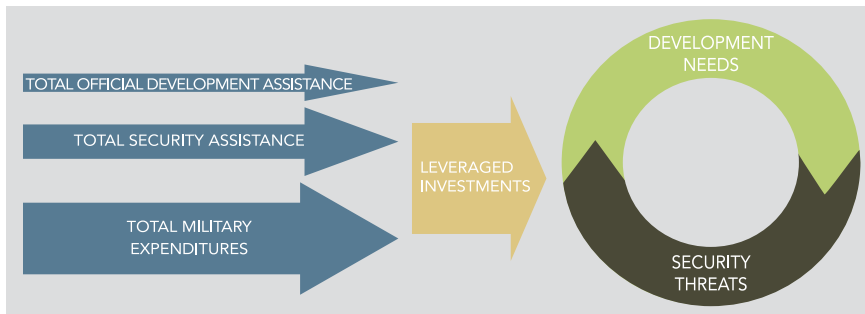 TOTAL OFFICIAL DEVELOPMENT ASSISTANCE
TOTAL SECURITY ASSISTANCE
TOTAL MILITARY
EXPENDITURES
LEVERAGED
INVESTMENTS
DEVELOPMENT
NEEDS
SECURITY
THREATS